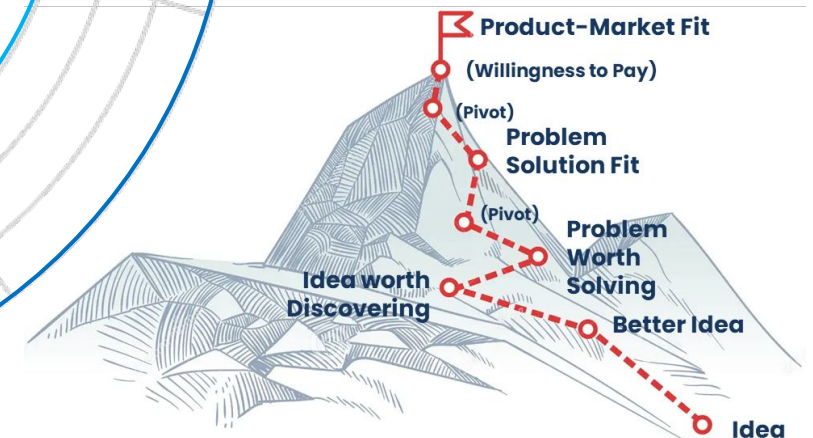 Product-Market Fit
(Willingness to Pay)
(Pivot)
Problem
Solution Fit
(Pivot)
Problem
Worth
Solving
Idea worth
Discovering
Better Idea
Idea